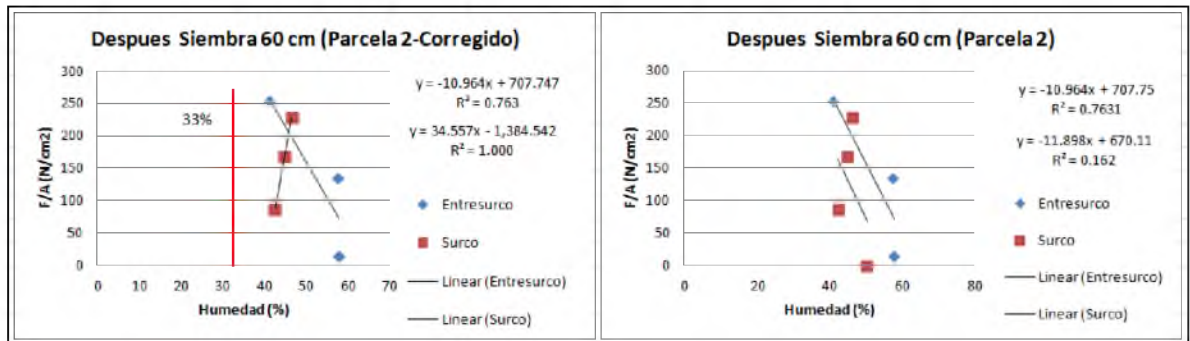 Despues Siembra 60 cm (Parcela 2-Corregido)
300
250
200
150
100
50
0
F/A (N/cm2)
33%
0 10 20 30 40 50 60 70
Humedad (%)
y = -10.964x + 707.747
R² = 0.763
y = 34.557x - 1,384.542
R² = 1.000
Entresurco
Surco
Linear (Entresurco)
Linear (Surco)
Despues Siembra 60 cm (Parcela 2)
300
250
200
150
100
50
0
F/A (N/cm2)
0 20 40 60 80
Humedad (%)
y = -10.964x + 707.75
R² = 0.7631
y = -11.898x + 670.11
R² = 0.162
Entresurco
Surco
Linear (Entresurco)
Linear (Surco)